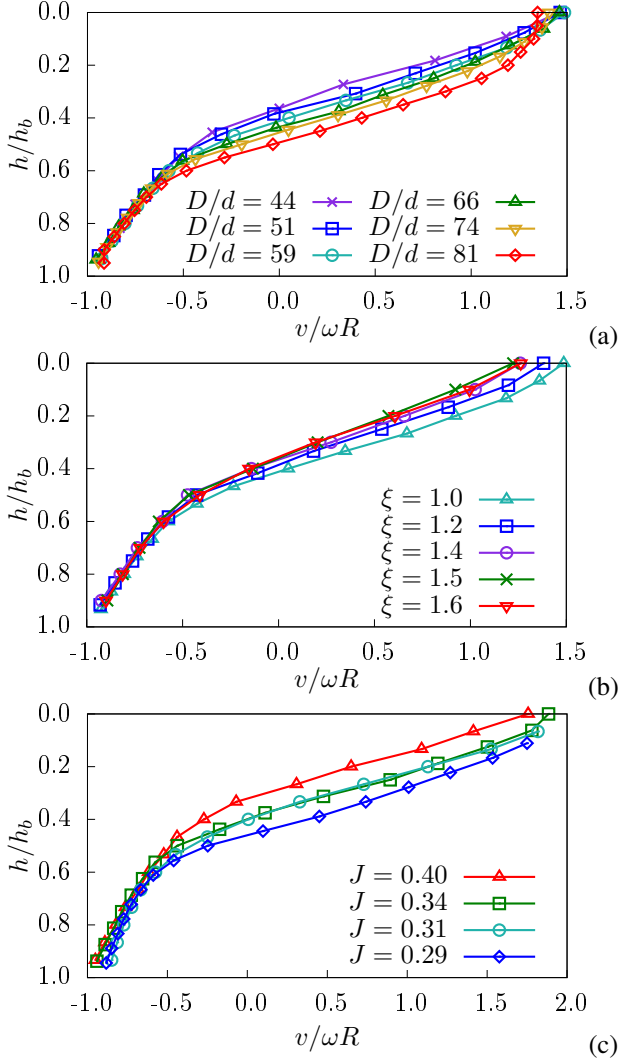 0.0
0.2
0.4
0.6
0.8
1.0
h/h_b
D/d = 44 D/d = 66
D/d = 51 D/d = 74
D/d = 59 D/d = 81
-1.0 -0.5 0.0 0.5 1.0 1.5
v/ωR
(a)
0.0
0.2
0.4
0.6
0.8
1.0
h/h_b
ξ = 1.0
ξ = 1.2
ξ = 1.4
ξ = 1.5
ξ = 1.6
-1.0 -0.5 0.0 0.5 1.0 1.5
v/ωR
(b)
0.0
0.2
0.4
0.6
0.8
1.0
h/h_b
J = 0.40
J = 0.34
J = 0.31
J = 0.29
-1.0 -0.5 0.0 0.5 1.0 1.5 2.0
v/ωR
(c)